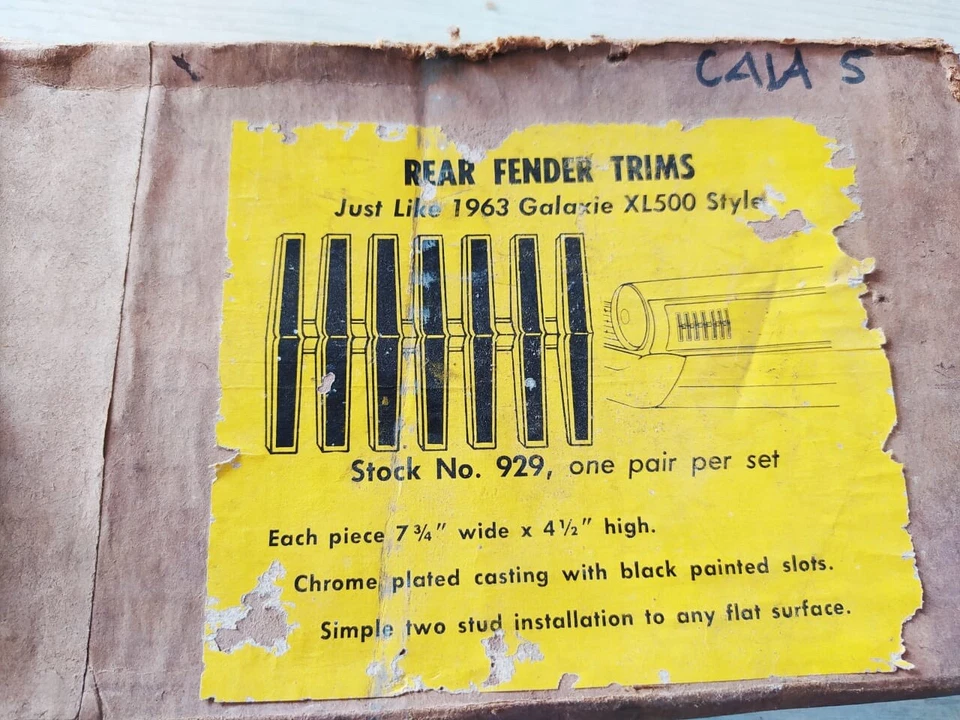 CAIA 5
REAR FENDER TRIMS
Just Like 1963 Galaxie XL500 Style
Stock No. 929, one pair per set
Each piece 7 3/4" wide x 4 1/2" high.
Chrome plated casting with black painted slots.
Simple two stud installation to any flat surface.